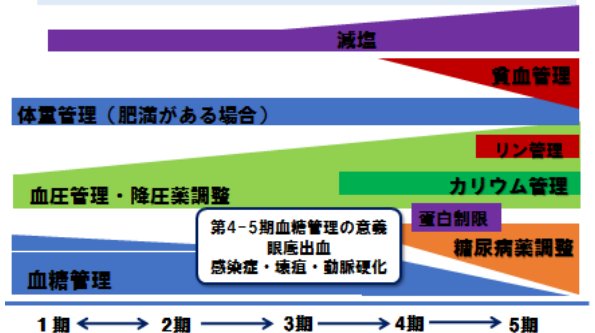 減塩
貧血管理
体重管理（肥満がある場合）
リン管理
カリウム管理
血圧管理・降圧薬調整
蛋白制限
第4-5期血糖管理の意義
眼底出血
感染症・壊疽・動脈硬化
糖尿病薬調整
血糖管理
1期 2期 3期 4期 5期